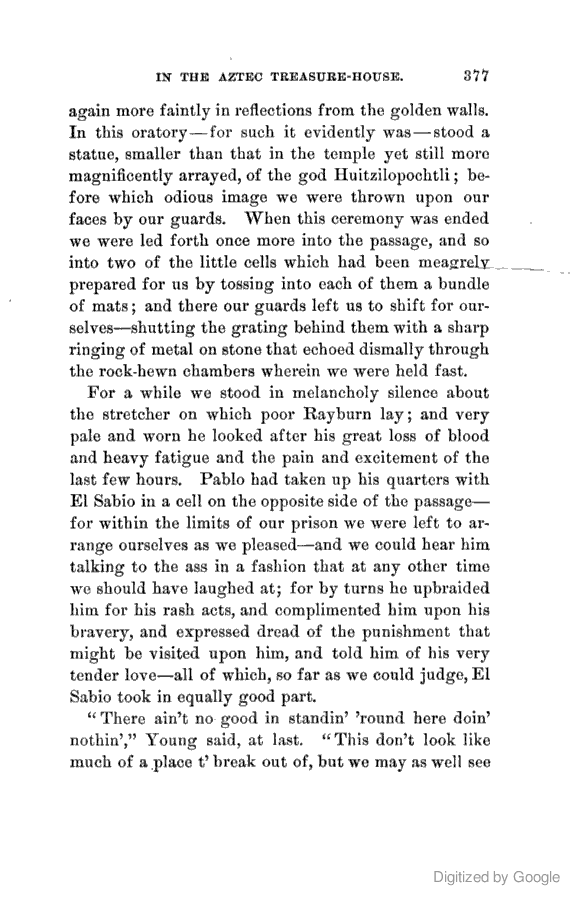 IN THE AZTEC TREASURE-HOUSE. 377
again more faintly in reflections from the golden walls.
In this oratory—for such it evidently was—stood a
statue, smaller than that in the temple yet still more
magnificently arrayed, of the god Huitzilopochtli; be-
fore which odious image we were thrown upon our
faces by our guards. When this ceremony was ended
we were led forth once more into the passage, and so
into two of the little cells which had been meagrely
prepared for us by tossing into each of them a bundle
of mats; and there our guards left us to shift for our-
selves—shutting the grating behind them with a sharp
ringing of metal on stone that echoed dismally through
the rock-hewn chambers wherein we were held fast.
For a while we stood in melancholy silence about
the stretcher on which poor Rayburn lay; and very
pale and worn he looked after his great loss of blood
and heavy fatigue and the pain and excitement of the
last few hours. Pablo had taken up his quarters with
El Sabio in a cell on the opposite side of the passage—
for within the limits of our prison we were left to ar-
range ourselves as we pleased—and we could hear him
talking to the ass in a fashion that at any other time
we should have laughed at; for by turns he upbraided
him for his rash acts, and complimented him upon his
bravery, and expressed dread of the punishment that
might be visited upon him, and told him of his very
tender love—all of which, so far as we could judge, El
Sabio took in equally good part.
"There ain't no good in standin' 'round here doin'
nothin'," Young said, at last. "This don't look like
much of a place t' break out of, but we may as well see
Digitized by Google